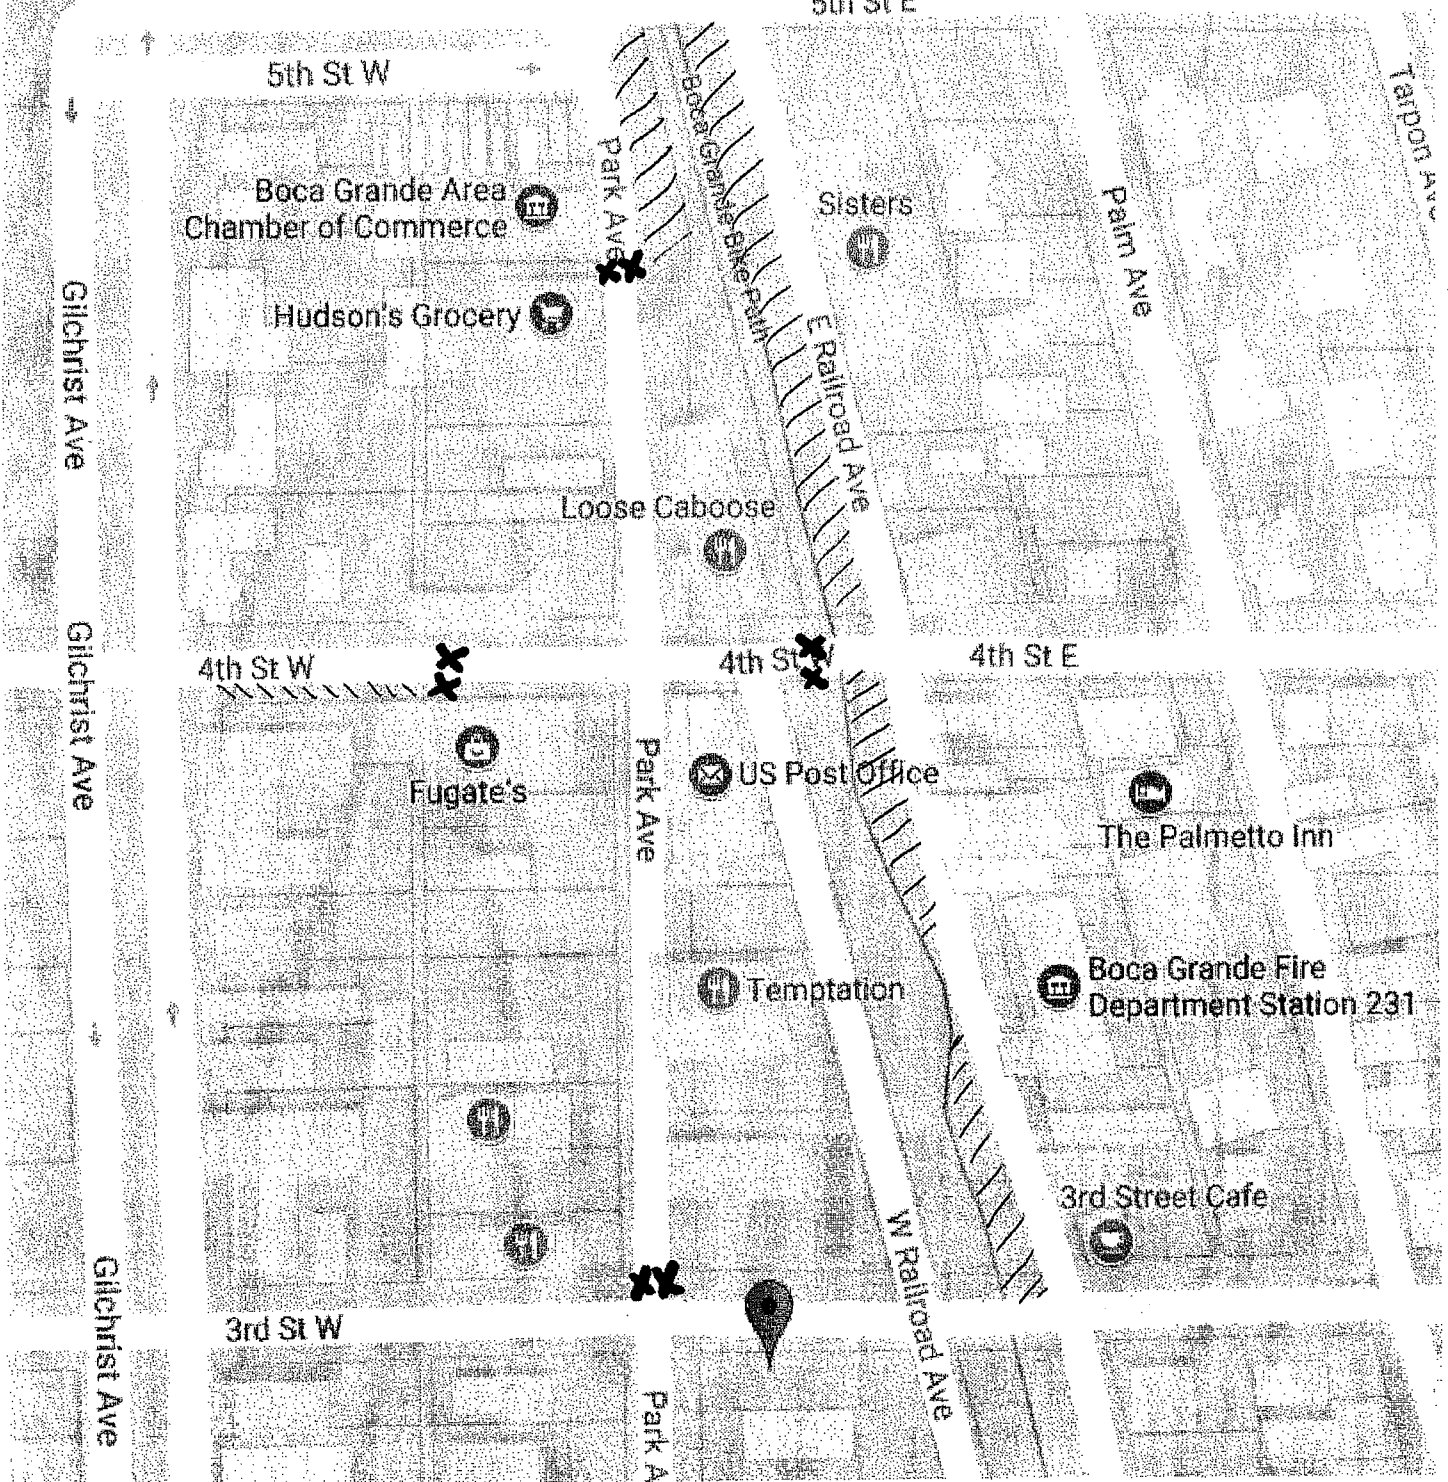 5th St E
5th St W
Tarpon Ave
Boca Grande Area
Chamber of Commerce
Park Ave
Boca Grande Bike Path
Sisters
Palm Ave
Hudson's Grocery
Gilchrist Ave
E Railroad Ave
Loose Caboose
4th St W
4th St W
4th St E
Gilchrist Ave
Fugate's
Park Ave
US Post Office
The Palmetto Inn
Temptation
Boca Grande Fire
Department Station 231
3rd Street Cafe
W Railroad Ave
3rd St W
Gilchrist Ave
Park A